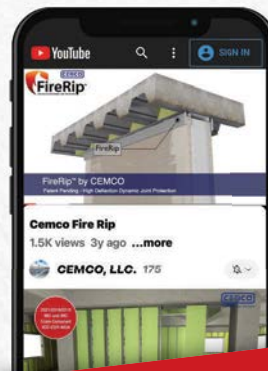 YouTube
SIGN IN
CEMCO
FireRip™
FireRip
FireRip™ by CEMCO
Patent Pending - High Deflection Dynamic Joint Protection
Cemco Fire Rip
1.5K views 3y ago ...more
CEMCO, LLC. 175
CEMCO